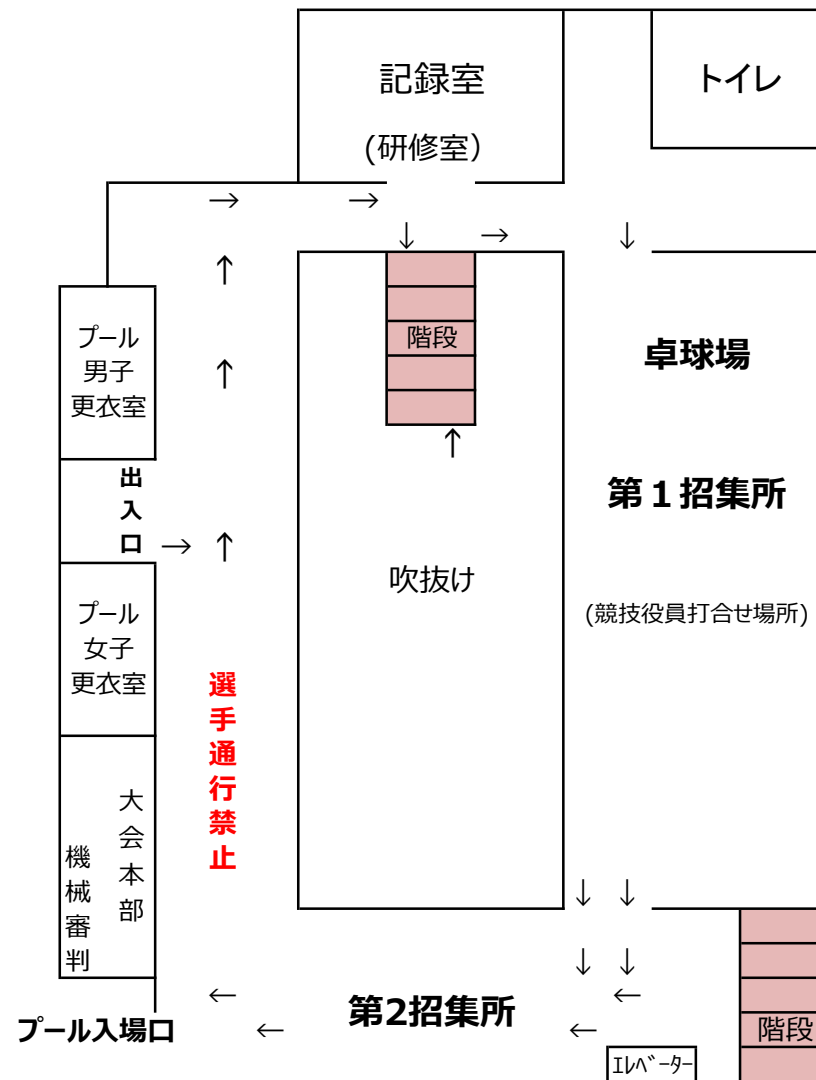 記録室
(研修室)
トイレ
→
→
↓
→
↓
↑
階段
プール
男子
更衣室
↑
卓球場
↑
出入口
→
↑
第１招集所
吹抜け
(競技役員打合せ場所)
プール
女子
更衣室
選手通行禁止
大会本部
機械審判
↓
↓
↓
↓
←
第2招集所
←
プール入場口
←
←
階段
ｴﾚﾍﾞｰﾀｰ